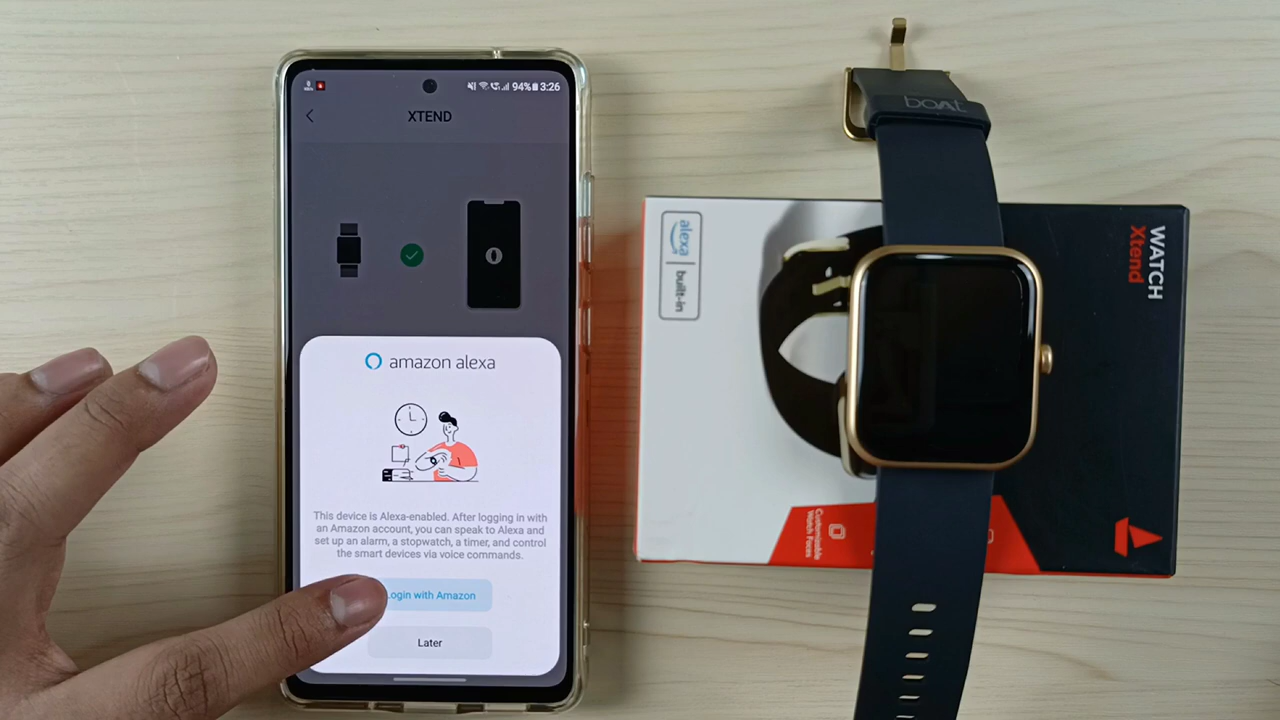 94% 3:26
XTEND
amazon alexa
This device is Alexa-enabled. After logging in with
an Amazon account, you can speak to Alexa and
set up an alarm, a stopwatch, a timer, and control
the smart devices via voice commands.
Login with Amazon
Later
boAt
alexa
built-in
WATCH
Xtend
Customizable
Watch Faces